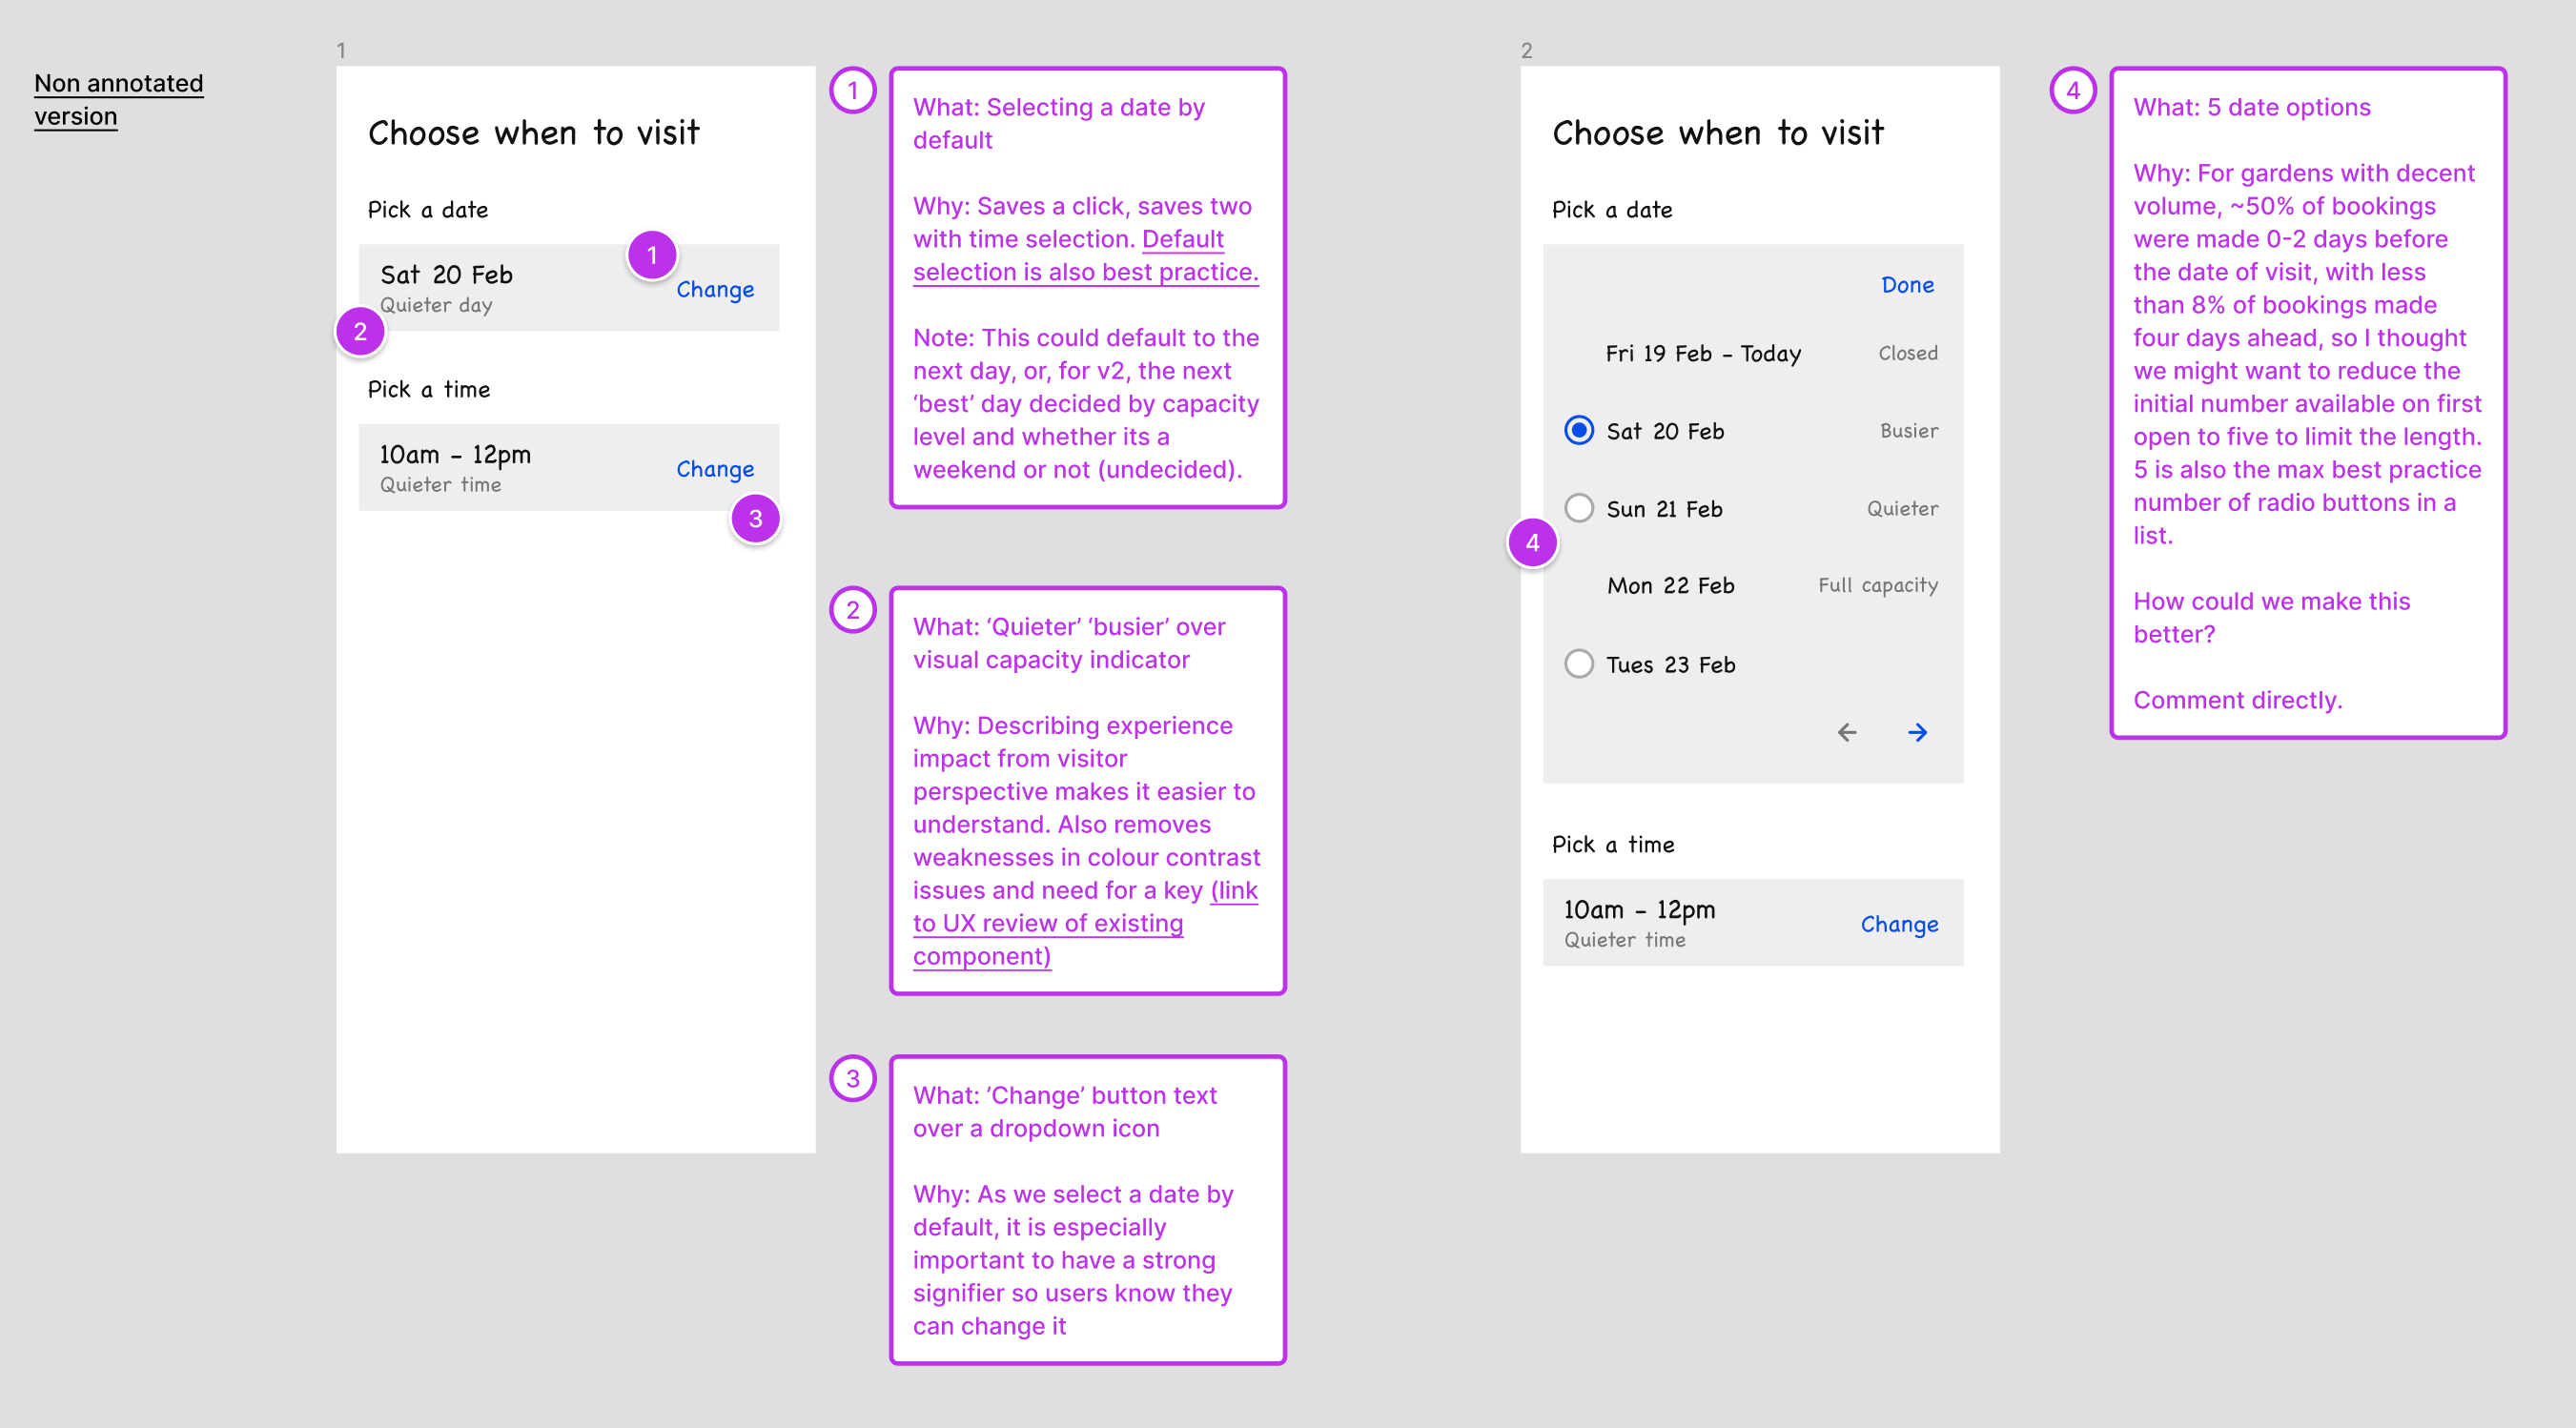 Non annotated
version
1
Choose when to visit
Pick a date
1
Sat 20 Feb
Quieter day
Change
2
Pick a time
10am - 12pm
Quieter time
Change
3
1
What: Selecting a date by
default
Why: Saves a click, saves two
with time selection. Default
selection is also best practice.
Note: This could default to the
next day, or, for v2, the next
‘best’ day decided by capacity
level and whether its a
weekend or not (undecided).
2
What: ‘Quieter’ ‘busier’ over
visual capacity indicator
Why: Describing experience
impact from visitor
perspective makes it easier to
understand. Also removes
weaknesses in colour contrast
issues and need for a key (link
to UX review of existing
component)
3
What: ’Change’ button text
over a dropdown icon
Why: As we select a date by
default, it is especially
important to have a strong
signifier so users know they
can change it
2
Choose when to visit
Pick a date
Done
Fri 19 Feb - Today Closed
Sat 20 Feb Busier
Sun 21 Feb Quieter
4
Mon 22 Feb Full capacity
Tues 23 Feb
Pick a time
10am - 12pm
Quieter time
Change
4
What: 5 date options
Why: For gardens with decent
volume, ~50% of bookings
were made 0-2 days before
the date of visit, with less
than 8% of bookings made
four days ahead, so I thought
we might want to reduce the
initial number available on first
open to five to limit the length.
5 is also the max best practice
number of radio buttons in a
list.
How could we make this
better?
Comment directly.